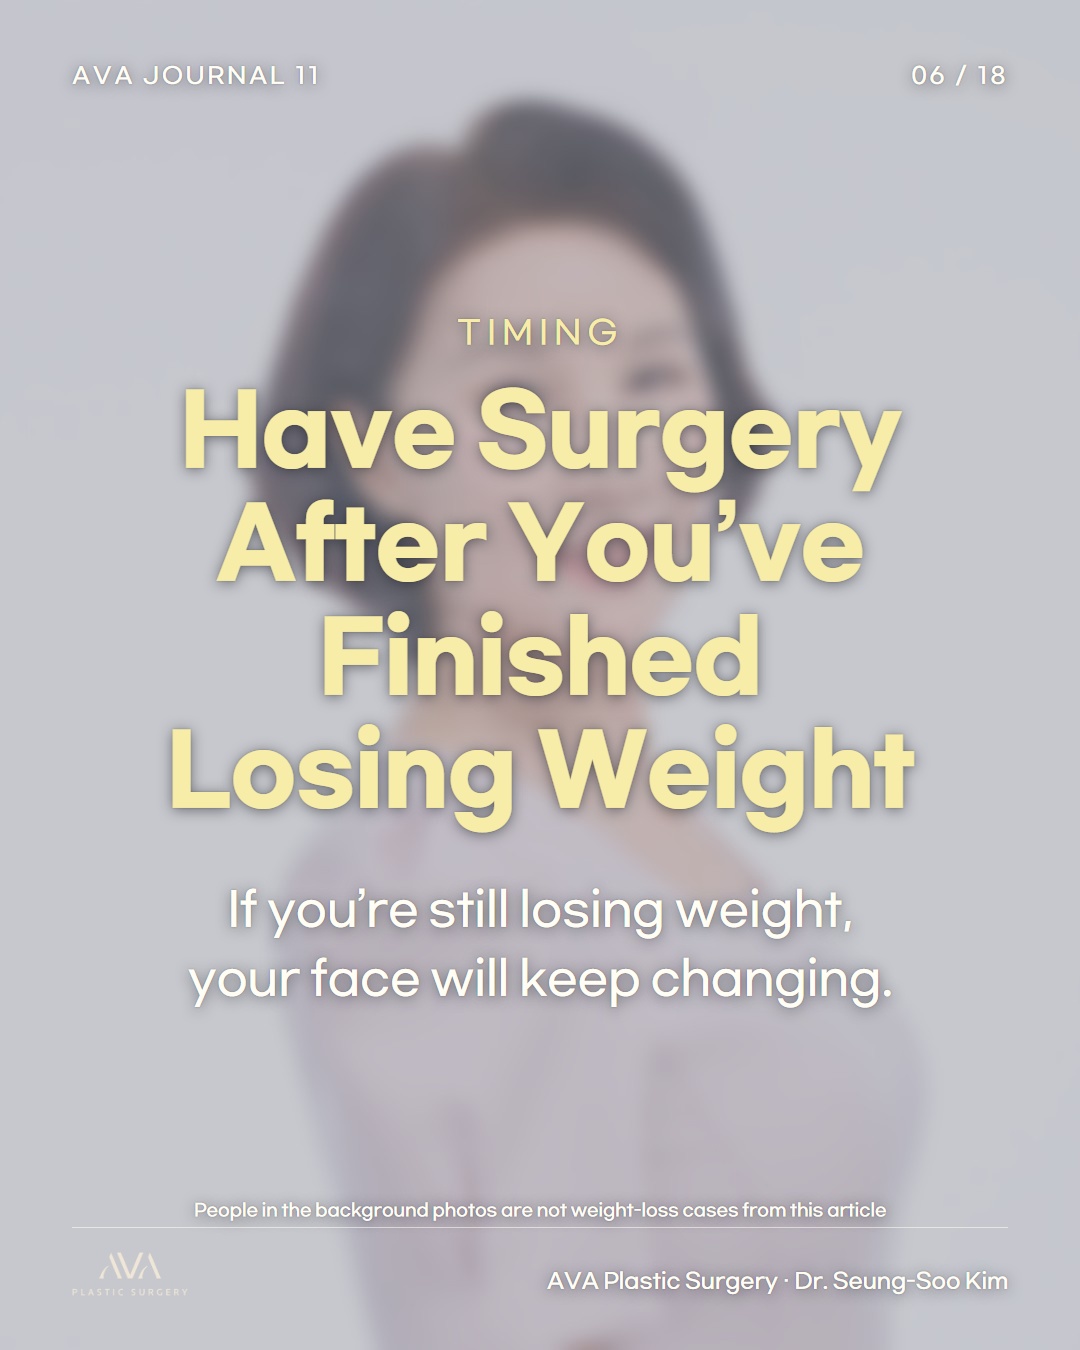 AVA JOURNAL 11
06 / 18
TIMING
Have Surgery
After You’ve
Finished
Losing Weight
If you’re still losing weight,
your face will keep changing.
People in the background photos are not weight-loss cases from this article
AVA
PLASTIC SURGERY
AVA Plastic Surgery · Dr. Seung-Soo Kim